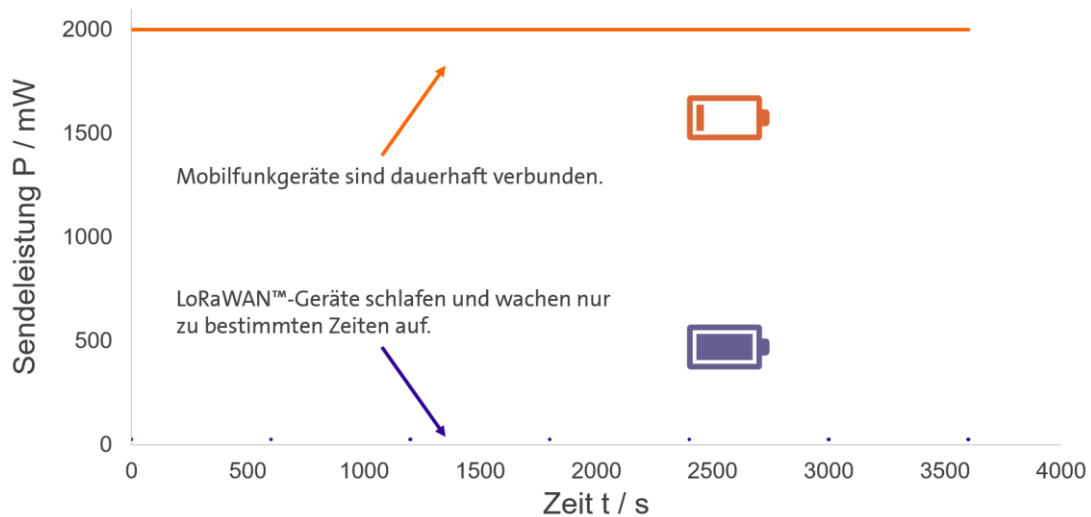 2000
1500
1000
500
0
Sendeleistung P / mW
Mobilfunkgeräte sind dauerhaft verbunden.
LoRaWAN™-Geräte schlafen und wachen nur
zu bestimmten Zeiten auf.
0 500 1000 1500 2000 2500 3000 3500 4000
Zeit t / s